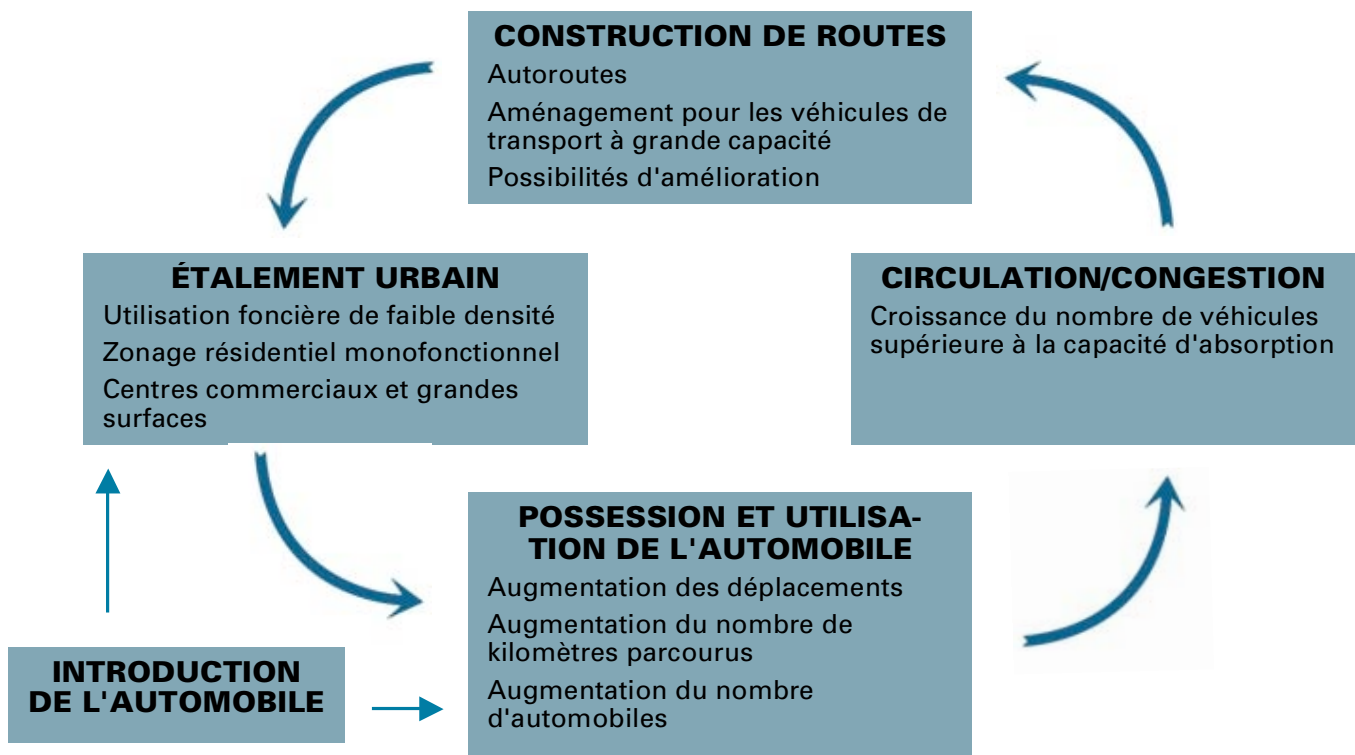 CONSTRUCTION DE ROUTES
Autoroutes
Aménagement pour les véhicules de
transport à grande capacité
Possibilités d'amélioration
ÉTALEMENT URBAIN
Utilisation foncière de faible densité
Zonage résidentiel monofonctionnel
Centres commerciaux et grandes
surfaces
CIRCULATION/CONGESTION
Croissance du nombre de véhicules
supérieure à la capacité d'absorption
POSSESSION ET UTILISA-
TION DE L'AUTOMOBILE
Augmentation des déplacements
Augmentation du nombre de
kilomètres parcourus
Augmentation du nombre
d'automobiles
INTRODUCTION
DE L'AUTOMOBILE